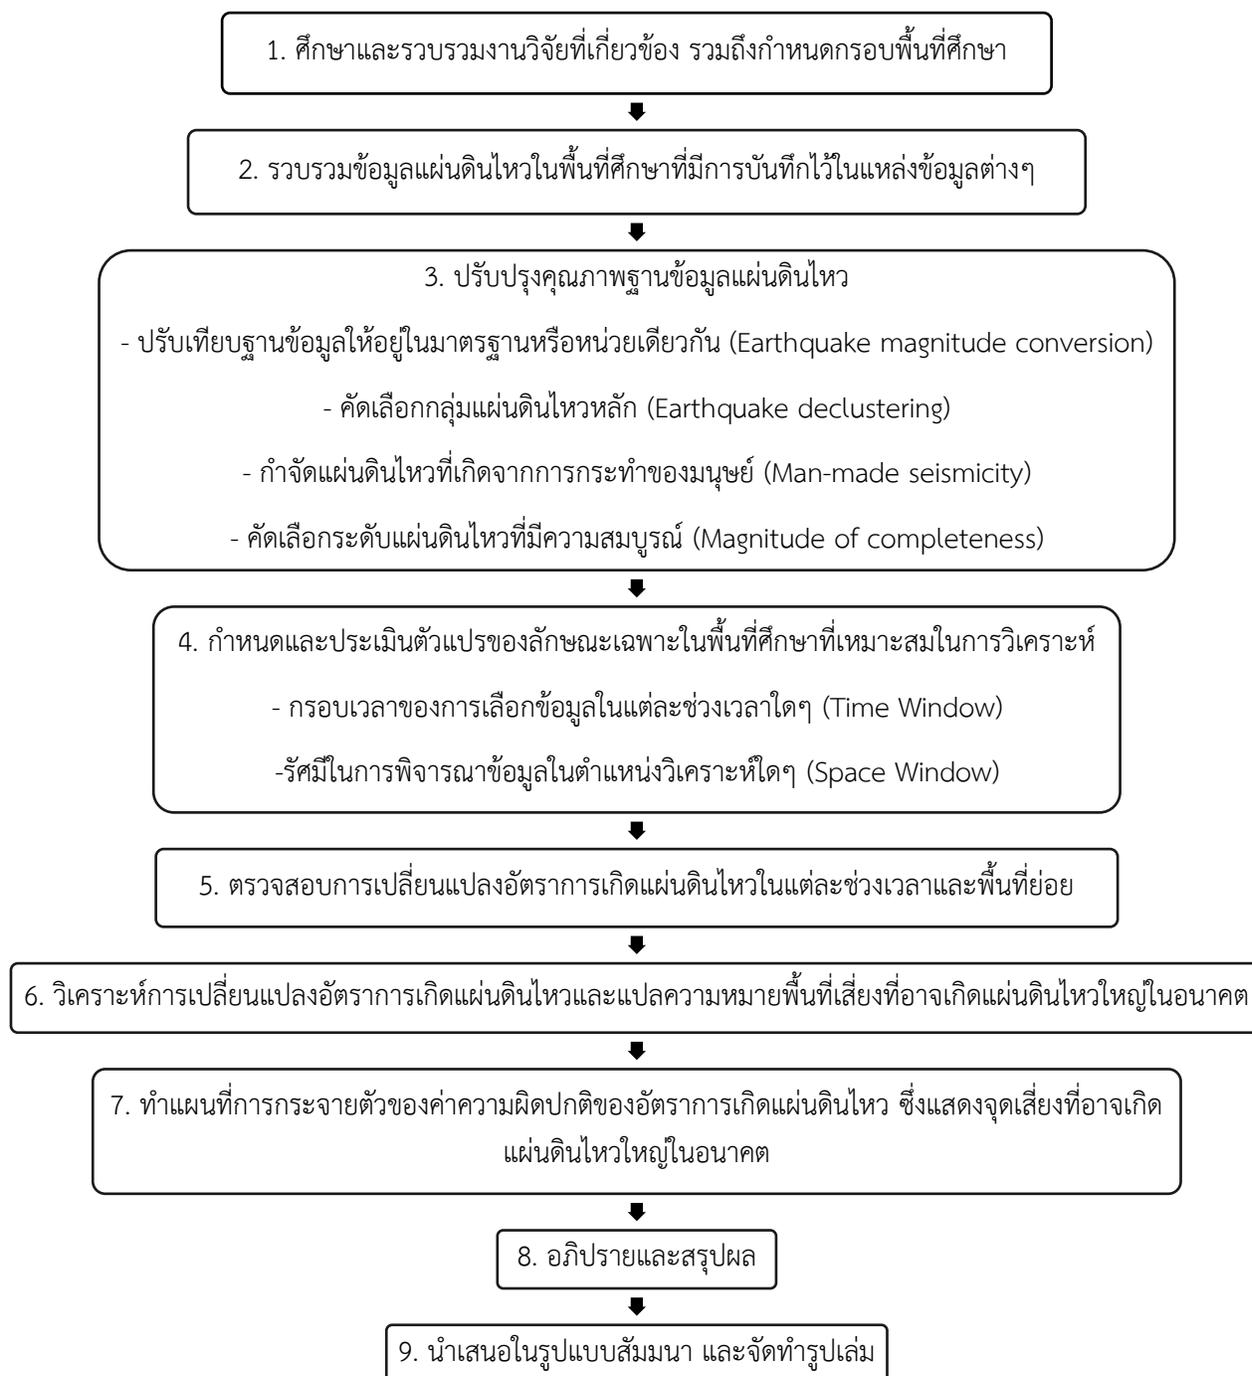 1. ศึกษาและรวบรวมงานวิจัยที่เกี่ยวข้อง รวมถึงกำหนดกรอบพื้นที่ศึกษา
2. รวบรวมข้อมูลแผ่นดินไหวในพื้นที่ศึกษาที่มีการบันทึกไว้ในแหล่งข้อมูลต่างๆ
3. ปรับปรุงคุณภาพฐานข้อมูลแผ่นดินไหว
- ปรับเทียบฐานข้อมูลให้อยู่ในมาตรฐานหรือหน่วยเดียวกัน (Earthquake magnitude conversion)
- คัดเลือกกลุ่มแผ่นดินไหวหลัก (Earthquake declustering)
- กำจัดแผ่นดินไหวที่เกิดจากการกระทำของมนุษย์ (Man-made seismicity)
- คัดเลือกระดับแผ่นดินไหวที่มีความสมบูรณ์ (Magnitude of completeness)
4. กำหนดและประเมินตัวแปรของลักษณะเฉพาะในพื้นที่ศึกษาที่เหมาะสมในการวิเคราะห์
- กรอบเวลาของการเลือกข้อมูลในแต่ละช่วงเวลาใดๆ (Time Window)
-รัศมีในการพิจารณาข้อมูลในตำแหน่งวิเคราะห์ใดๆ (Space Window)
5. ตรวจสอบการเปลี่ยนแปลงอัตราการเกิดแผ่นดินไหวในแต่ละช่วงเวลาและพื้นที่ย่อย
6. วิเคราะห์การเปลี่ยนแปลงอัตราการเกิดแผ่นดินไหวและแปลความหมายพื้นที่เสี่ยงที่อาจเกิดแผ่นดินไหวใหญ่ในอนาคต
7. ทำแผนที่การกระจายตัวของค่าความผิดปกติของอัตราการเกิดแผ่นดินไหว ซึ่งแสดงจุดเสี่ยงที่อาจเกิด
แผ่นดินไหวใหญ่ในอนาคต
8. อภิปรายและสรุปผล
9. นำเสนอในรูปแบบสัมมนา และจัดทำรูปเล่ม